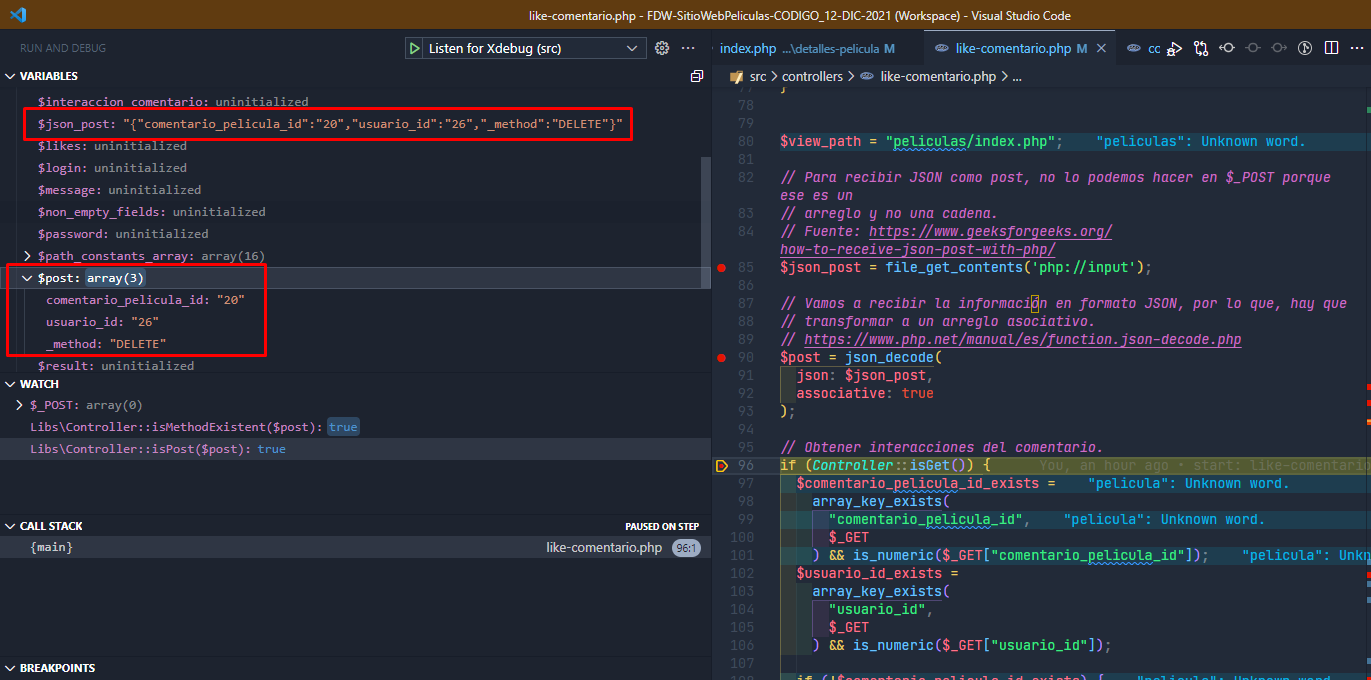 like-comentario.php - FDW-SitioWebPeliculas-CODIGO_12-DIC-2021 (Workspace) - Visual Studio Code
RUN AND DEBUG
Listen for Xdebug (src)
VARIABLES
$interaccion_comentario: uninitialized
$json_post: "{"comentario_pelicula_id":"20","usuario_id":"26","_method":"DELETE"}"
$likes: uninitialized
$login: uninitialized
$message: uninitialized
$non_empty_fields: uninitialized
$password: uninitialized
$path_constants_array: array(16)
$post: array(3)
comentario_pelicula_id: "20"
usuario_id: "26"
_method: "DELETE"
$result: uninitialized
WATCH
$_POST: array(0)
Libs\Controller::isMethodExistent($post): true
Libs\Controller::isPost($post): true
CALL STACK
PAUSED ON STEP
{main}
like-comentario.php 96:1
BREAKPOINTS
index.php ...\detalles-pelicula M
like-comentario.php M
cc
src > controllers > like-comentario.php > ...
77 }
78
79
80 $view_path = "peliculas/index.php"; "peliculas": Unknown word.
81
82 // Para recibir JSON como post, no lo podemos hacer en $_POST porque
ese es un
83 // arreglo y no una cadena.
84 // Fuente: https://www.geeksforgeeks.org/
how-to-receive-json-post-with-php/
85 $json_post = file_get_contents('php://input');
86
87 // Vamos a recibir la información en formato JSON, por lo que, hay que
88 // transformar a un arreglo asociativo.
89 // https://www.php.net/manual/es/function.json-decode.php
90 $post = json_decode(
91 json: $json_post,
92 associative: true
93 );
94
95 // Obtener interacciones del comentario.
96 if (Controller::isGet()) { You, an hour ago • start: like-comentario
97 $comentario_pelicula_id_exists = "pelicula": Unknown word.
98 array_key_exists(
99 "comentario_pelicula_id", "pelicula": Unknown word.
100 $_GET
101 ) && is_numeric($_GET["comentario_pelicula_id"]); "pelicula": Unkn
102 $usuario_id_exists =
103 array_key_exists(
104 "usuario_id",
105 $_GET
106 ) && is_numeric($_GET["usuario_id"]);
107
108 if (!$comentario_pelicula_id_exists) { "pelicula": Unknown word.